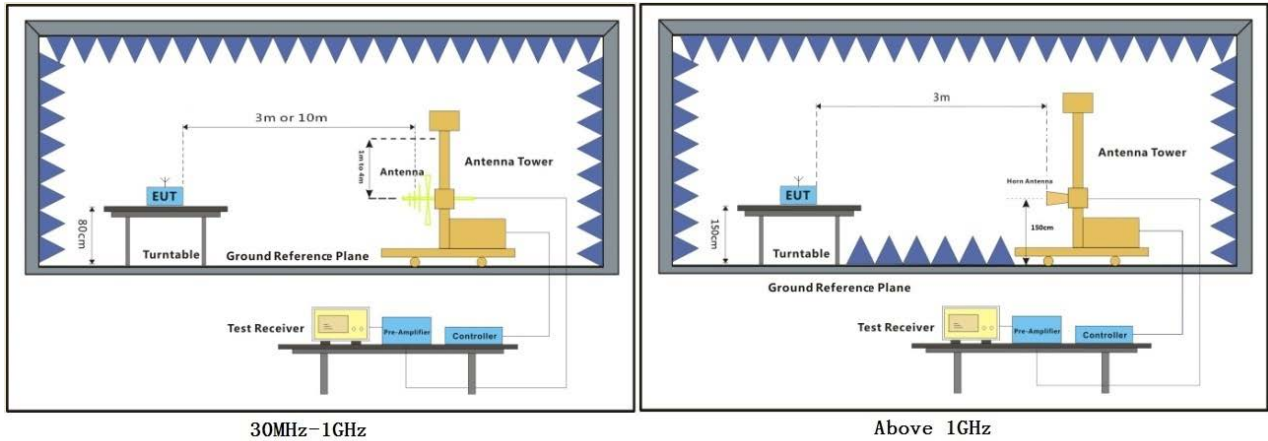 3m or 10m
1m to 4m
Antenna
Antenna Tower
EUT
80cm
Turntable
Ground Reference Plane
Test Receiver
Pre-Amplifier
Controller
30MHz-1GHz
3m
Antenna Tower
Horn Antenna
EUT
150cm
150cm
Turntable
Ground Reference Plane
Test Receiver
Pre-Amplifier
Controller
Above 1GHz